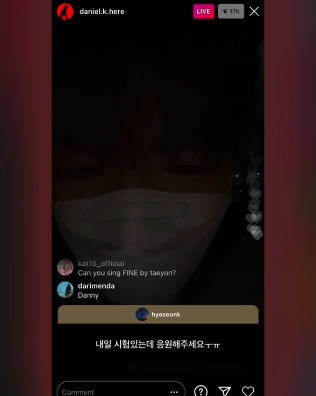 daniel.k.here
LIVE
17K
kat15_official
Can you sing FINE by taeyon?
darimenda
Danny
hyeseonk
내일 시험있는데 응원해주세요ㅜㅠ
Comment